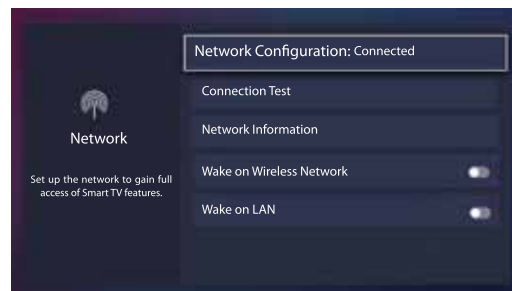 Network
Set up the network to gain full
access of Smart TV features.
Network Configuration: Connected
Connection Test
Network Information
Wake on Wireless Network
Wake on LAN